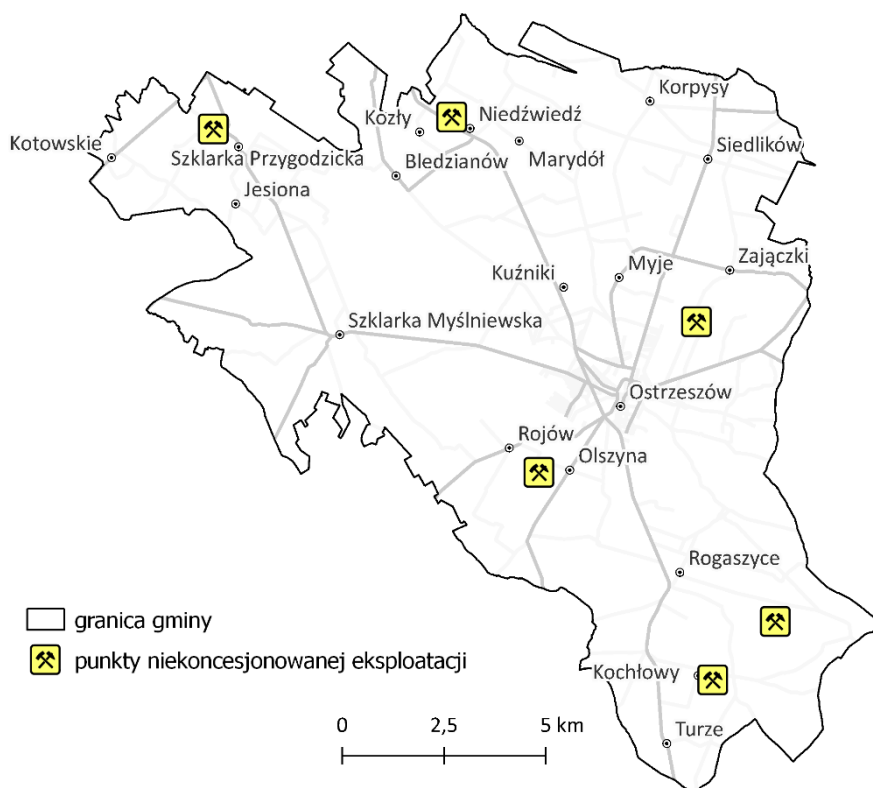 Korpysy
Kozły
Niedźwiedź
Kotowskie
Szklarka Przygodzicka
Bledzianów
Marydół
Siedlików
Jesiona
Kuźniki
Myje
Zajączki
Szklarka Myślniewska
Ostrzeszów
Rojów
Olszyna
Rogaszyce
granica gminy
punkty niekoncesjonowanej eksploatacji
Kochłowy
0 2,5 5 km
Turze